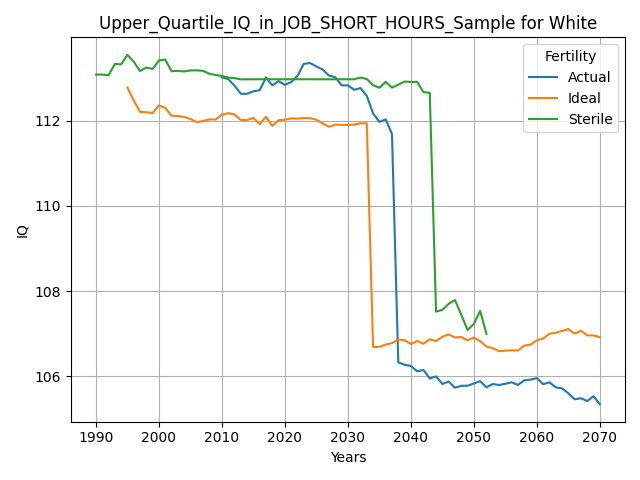 Upper_Quartile_IQ_in_JOB_SHORT_HOURS_Sample for White
Fertility
Actual
Ideal
Sterile
IQ
112
110
108
106
1990 2000 2010 2020 2030 2040 2050 2060 2070
Years